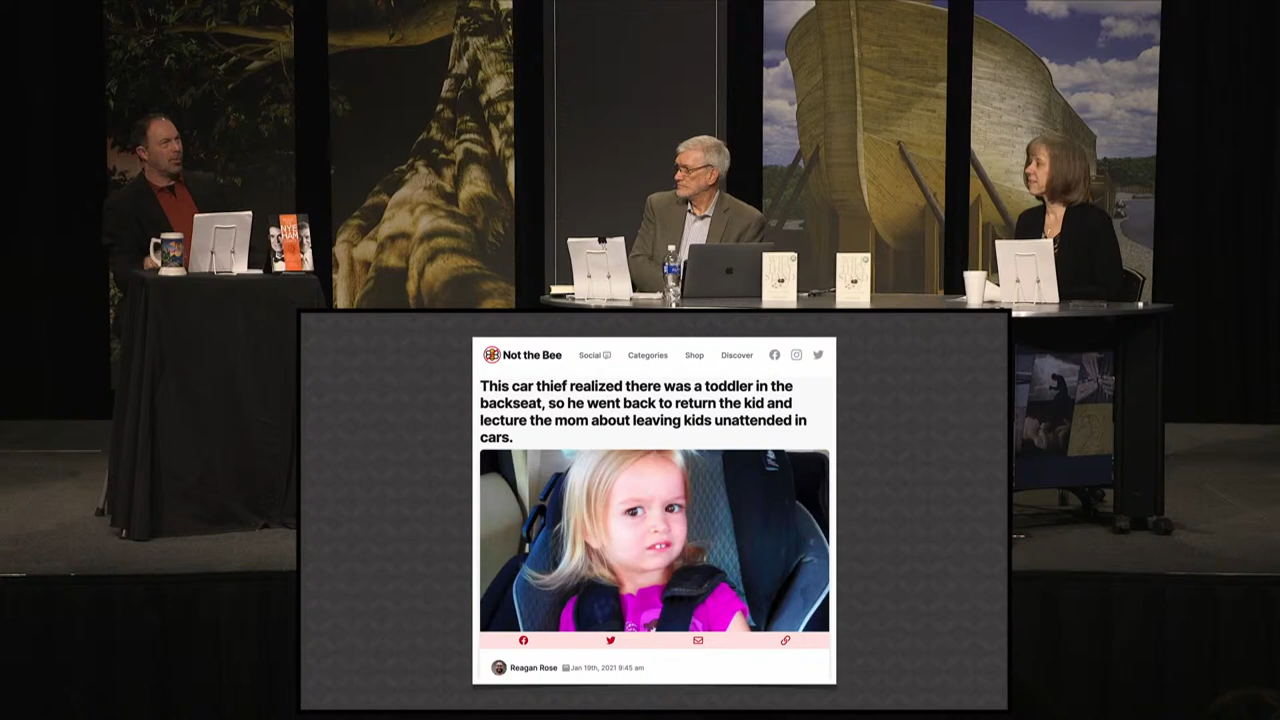 NYE
HAM
Not the Bee
Social
Categories
Shop
Discover
This car thief realized there was a toddler in the
backseat, so he went back to return the kid and
lecture the mom about leaving kids unattended in
cars.
Reagan Rose
Jan 19th, 2021 9:45 am